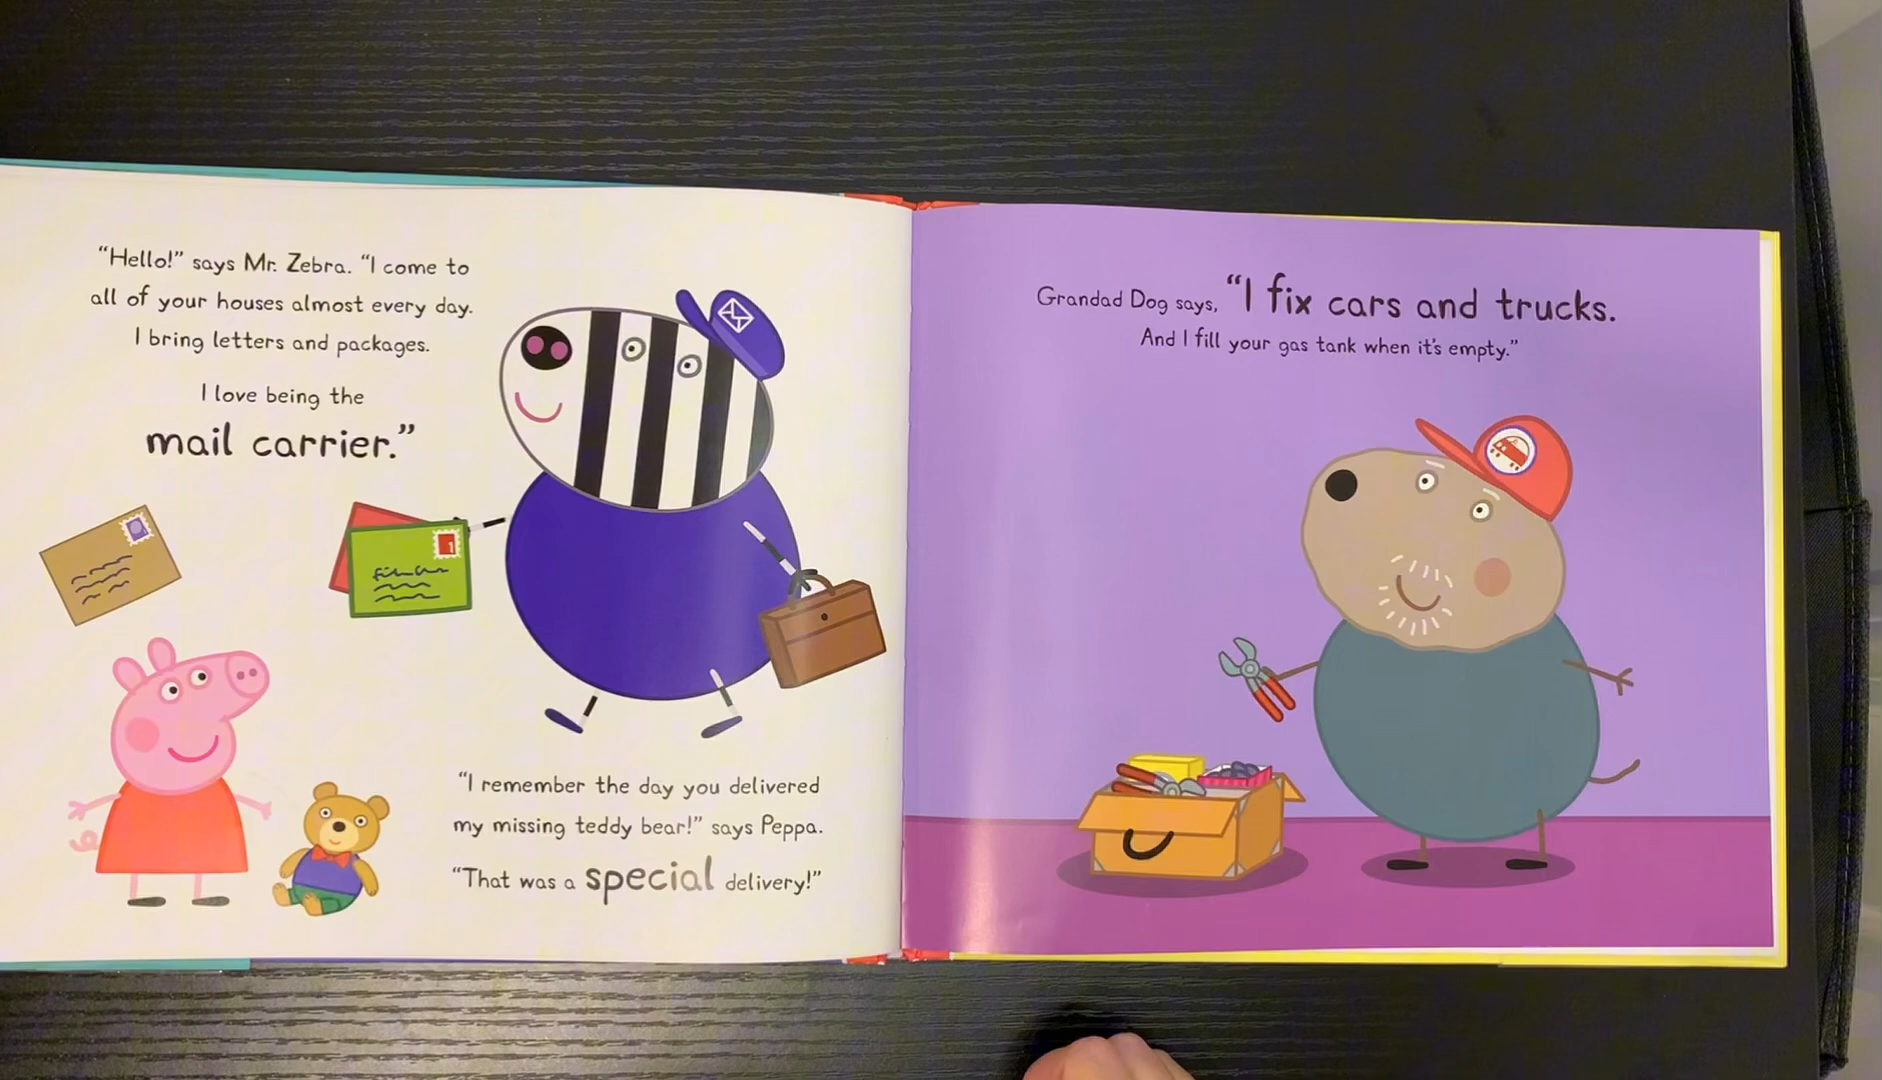 “Hello!” says Mr. Zebra. “I come to
all of your houses almost every day.
I bring letters and packages.
I love being the
mail carrier.”
1
“I remember the day you delivered
my missing teddy bear!” says Peppa.
“That was a special delivery!”
Grandad Dog says, “I fix cars and trucks.
And I fill your gas tank when it’s empty.”